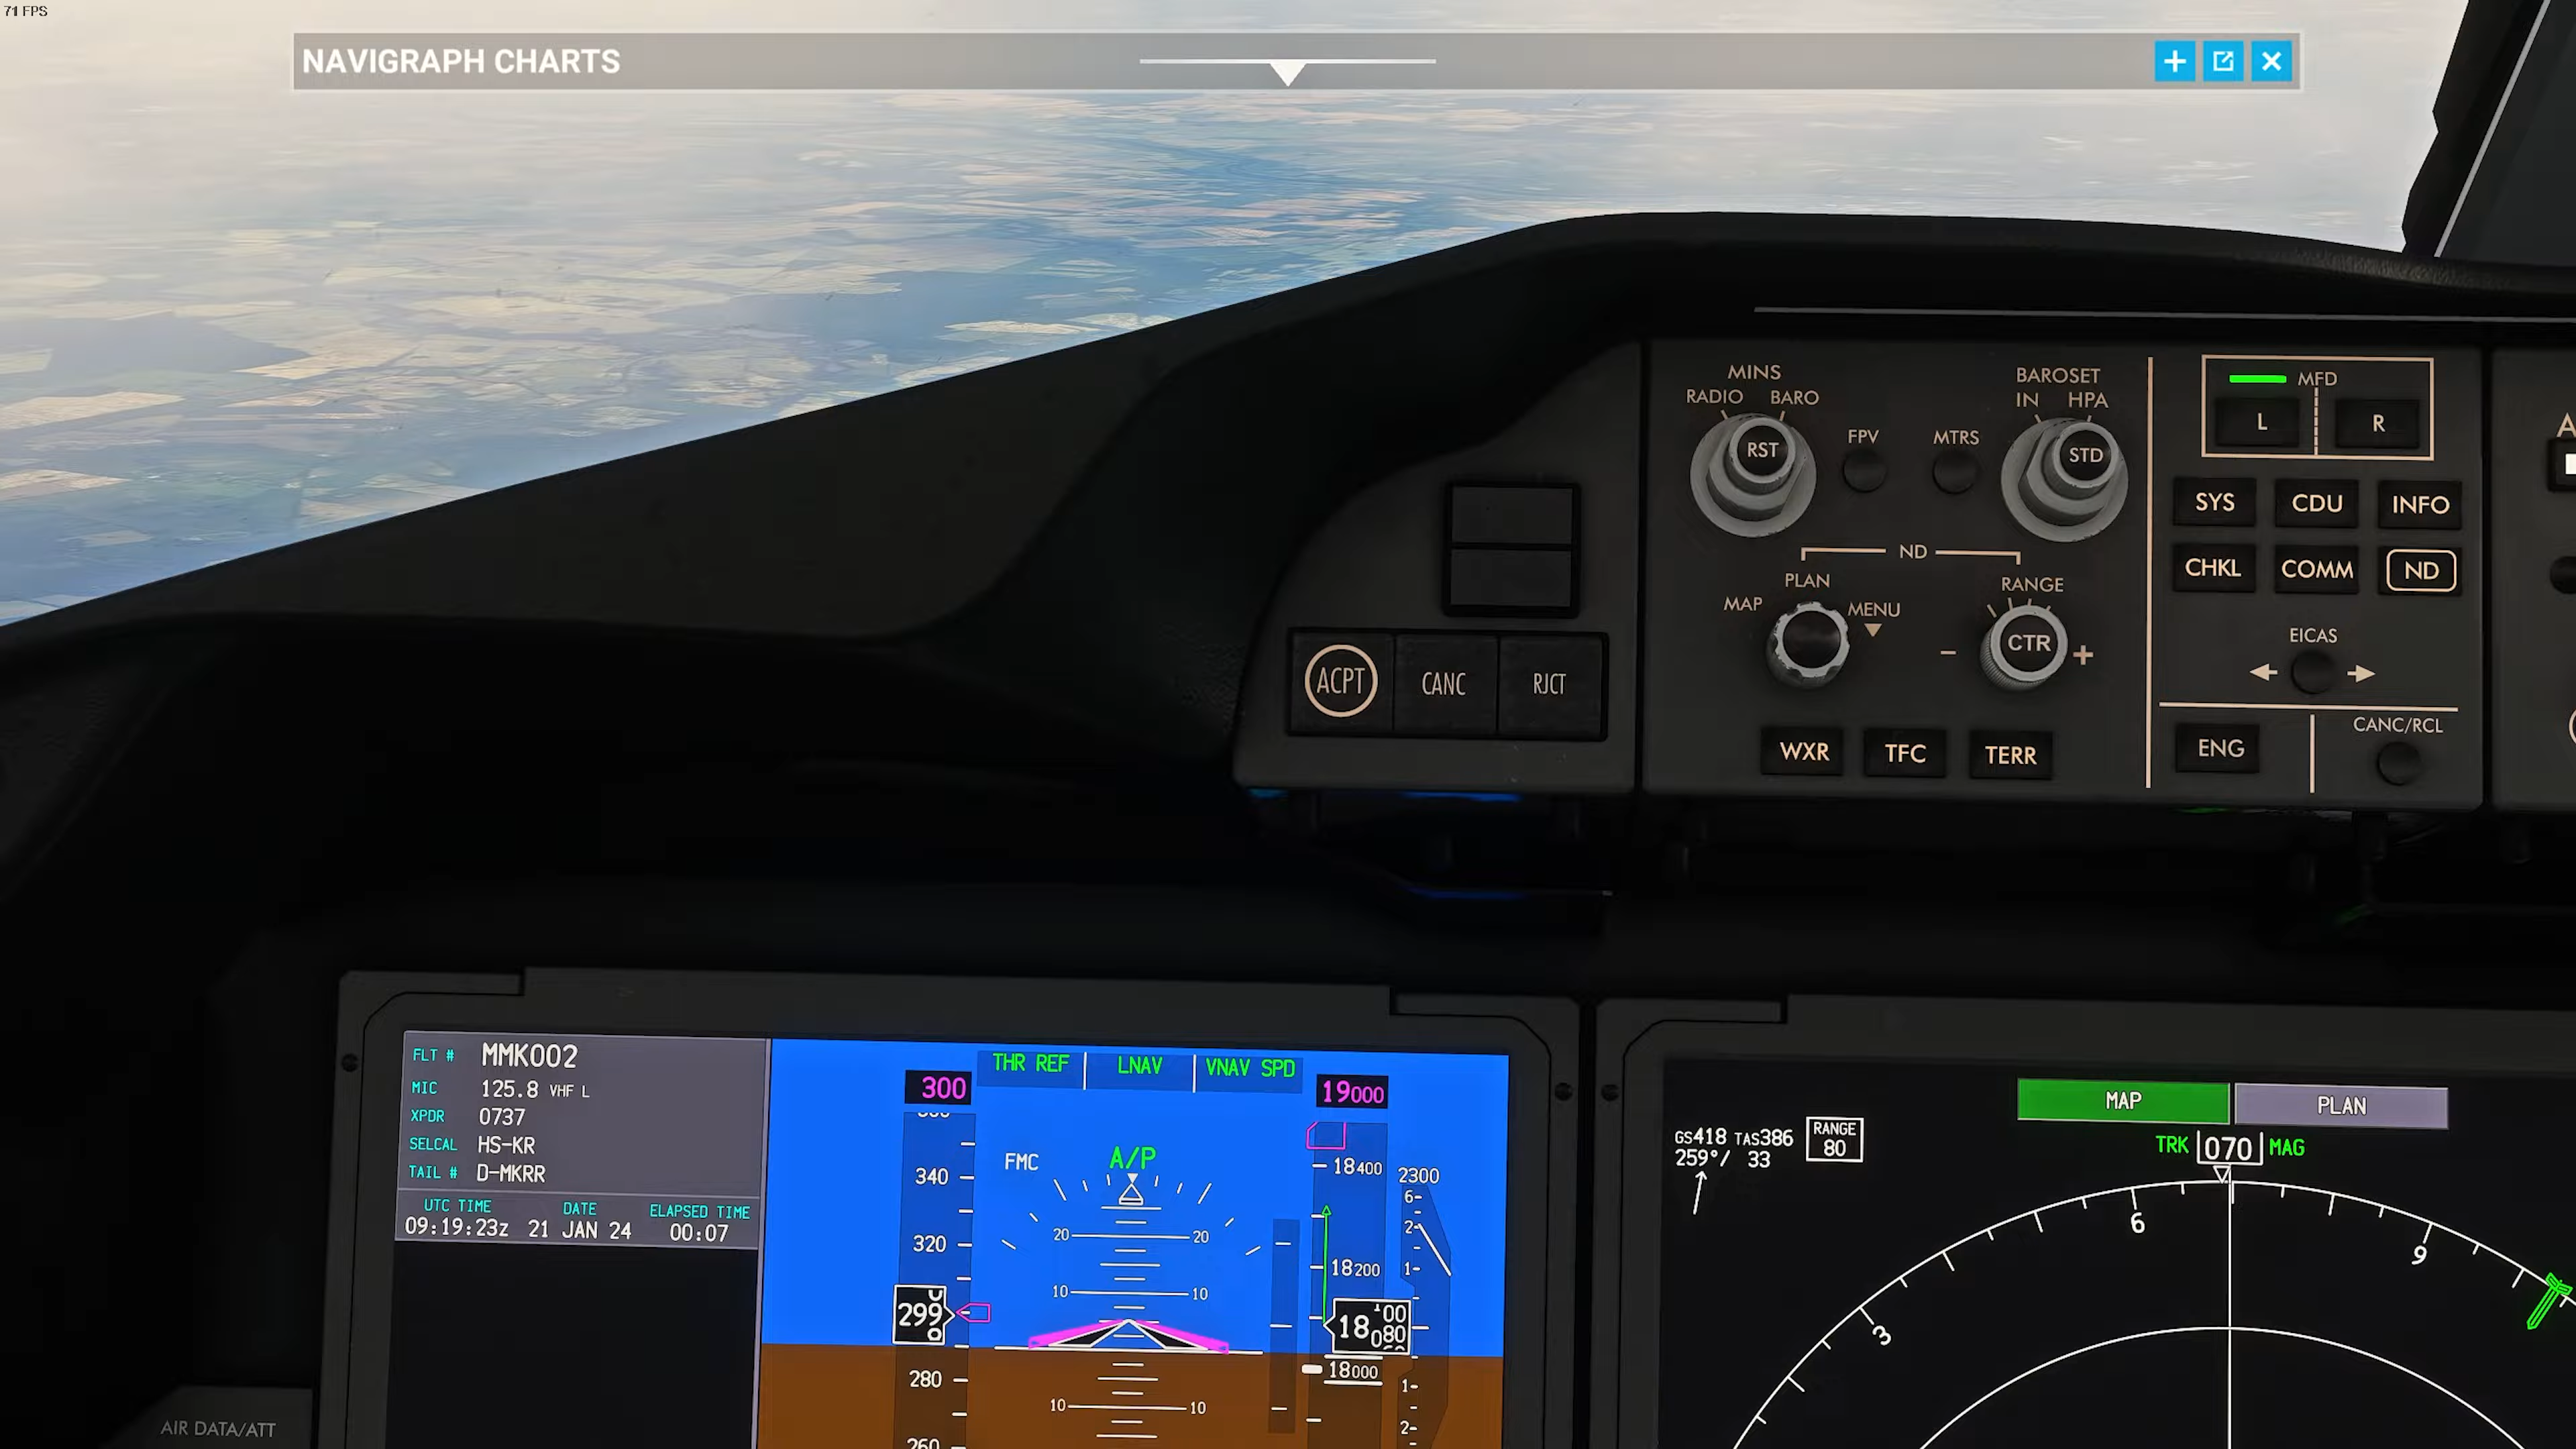 71 FPS
NAVIGRAPH CHARTS
MINS
RADIO BARO
RST
FPV
MTRS
BAROSET
IN HPA
STD
MFD
L
R
SYS CDU INFO
CHKL COMM ND
ND
PLAN
MAP
MENU
RANGE
- CTR +
EICAS
WXR TFC TERR
ENG
CANC/RCL
ACPT CANC RJCT
FLT # MMK002
MIC 125.8 VHF L
XPDR 0737
SELCAL HS-KR
TAIL # D-MKRR
UTC TIME DATE ELAPSED TIME
09:19:23z 21 JAN 24 00:07
THR REF LNAV VNAV SPD
300
19000
FMC
A/P
340
320
299
280
20 20
10 10
10 10
18400
18200
18000
2300
6-
2-
1-
1-
2-
MAP PLAN
GS418 TAS386
259°/ 33
RANGE
80
TRK 070 MAG
3
6
9
AIR DATA/ATT